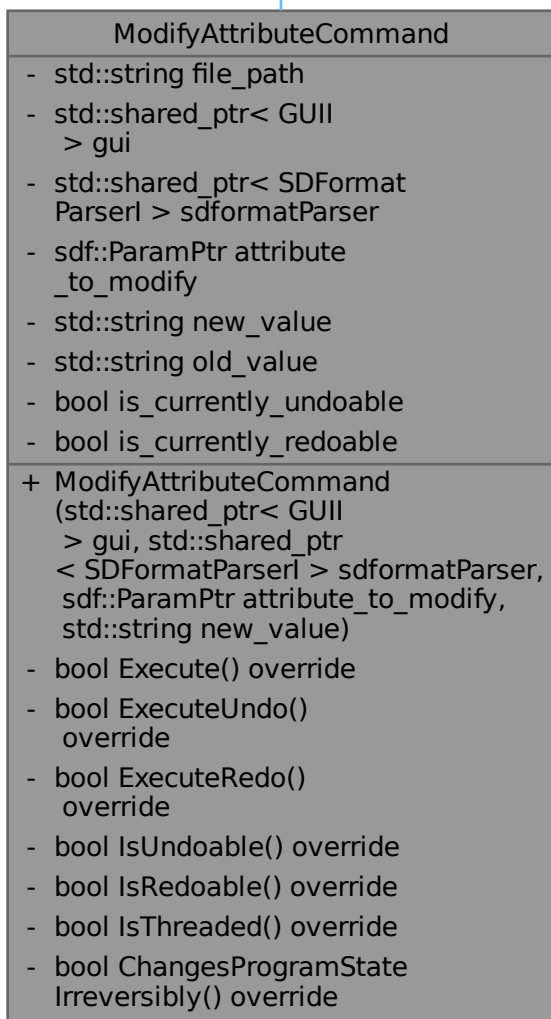 ModifyAttributeCommand
- std::string file_path
- std::shared_ptr< GUII
> gui
- std::shared_ptr< SDFormat
ParserI > sdformatParser
- sdf::ParamPtr attribute
_to_modify
- std::string new_value
- std::string old_value
- bool is_currently_undoable
- bool is_currently_redoable
+ ModifyAttributeCommand
(std::shared_ptr< GUII
> gui, std::shared_ptr
< SDFormatParserI > sdformatParser,
sdf::ParamPtr attribute_to_modify,
std::string new_value)
- bool Execute() override
- bool ExecuteUndo()
override
- bool ExecuteRedo()
override
- bool IsUndoable() override
- bool IsRedoable() override
- bool IsThreaded() override
- bool ChangesProgramState
Irreversibly() override